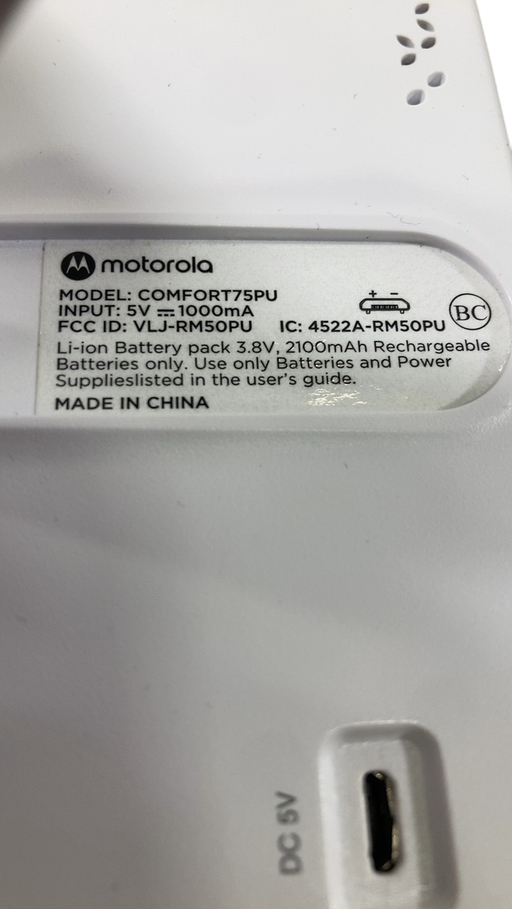 motorola
MODEL: COMFORT75PU
INPUT: 5V ⎓ 1000mA
FCC ID: VLJ-RM50PU IC: 4522A-RM50PU
BC
Li-ion Battery pack 3.8V, 2100mAh Rechargeable
Batteries only. Use only Batteries and Power
Supplieslisted in the user's guide.
MADE IN CHINA
DC 5V